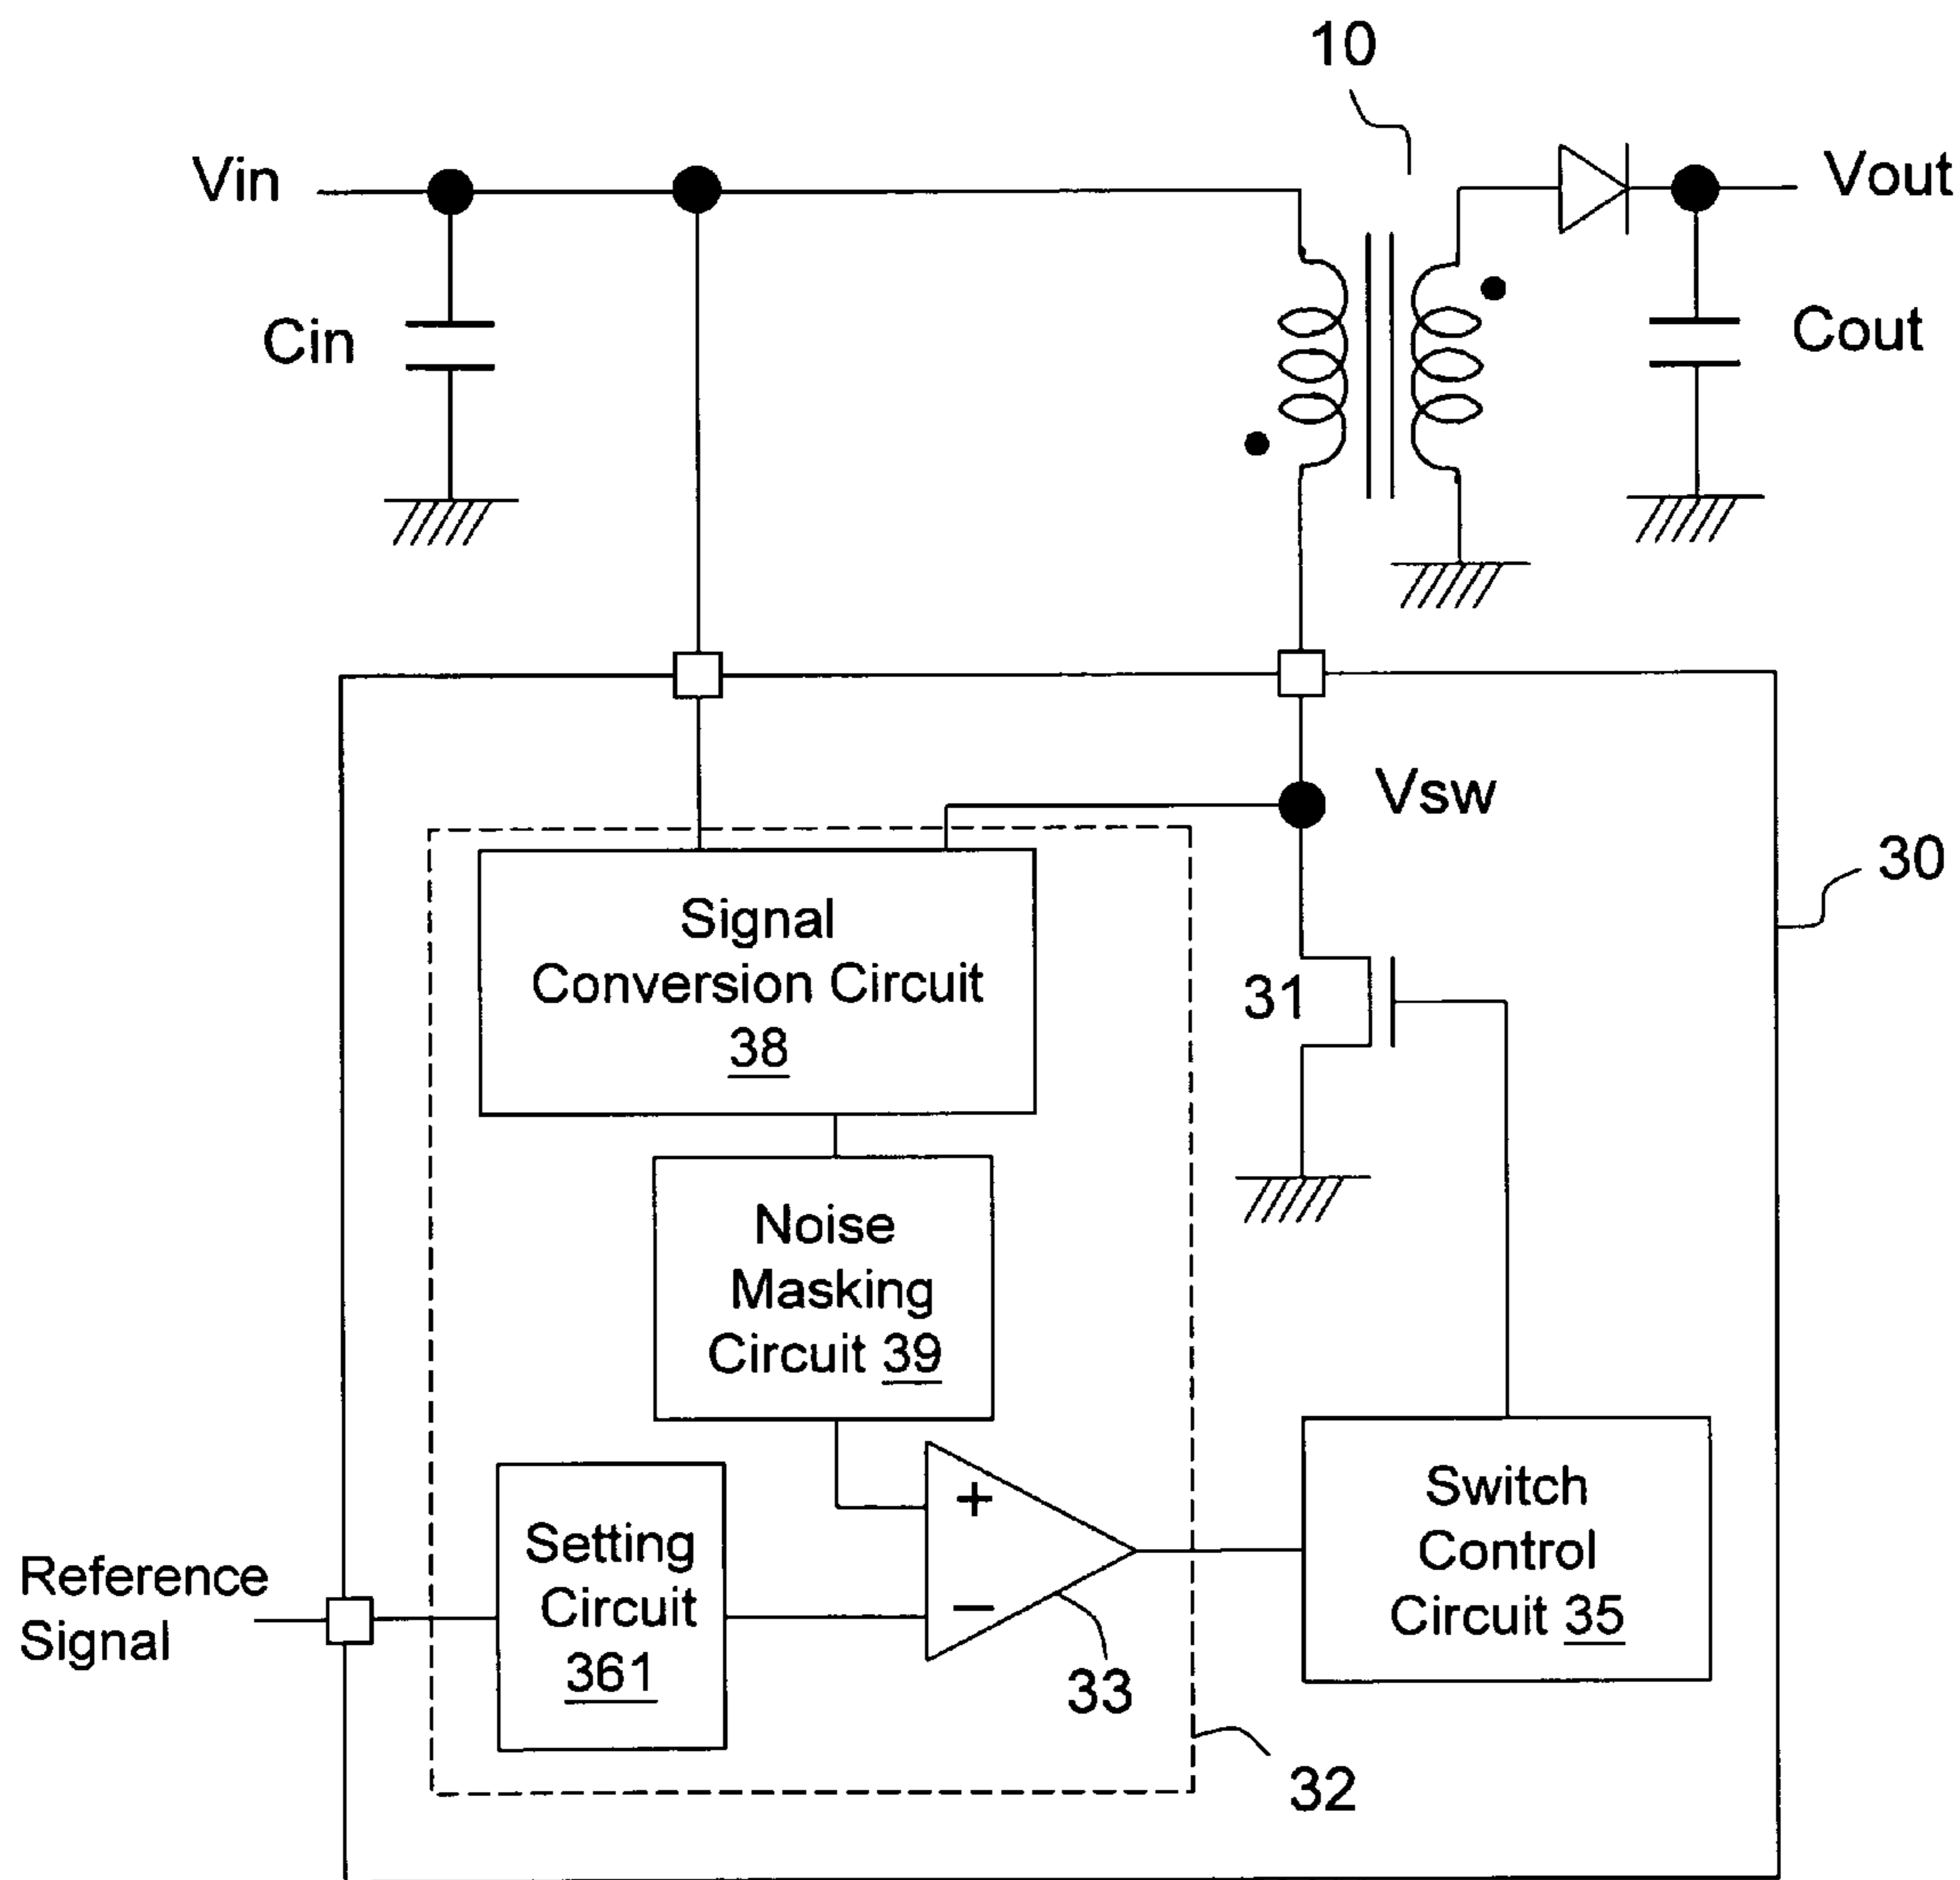 10
Vin
Vout
Cin
Cout
Vsw
30
Signal
Conversion Circuit
38
31
Noise
Masking
Circuit 39
+
Switch
Control
Circuit 35
Setting
Circuit
361
−
Reference
Signal
33
32